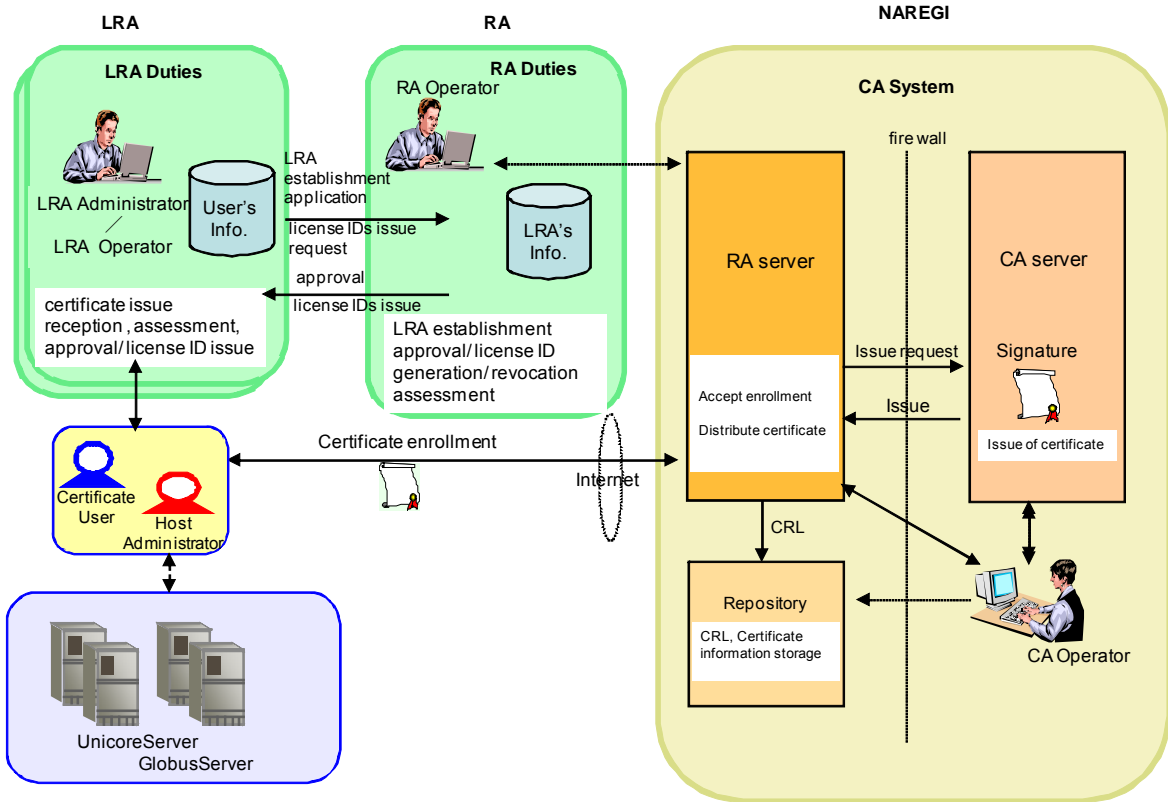 LRA
RA
NAREGI
LRA Duties
RA Duties
CA System
RA Operator
firewall
LRA Administrator
LRA Operator
User's
Info.
LRA
establishment
application
license IDs issue
request
approval
license IDs issue
LRA's
Info.
certificate issue
reception , assessment,
approval/ license ID issue
LRA establishment
approval/ license ID
generation/ revocation
assessment
RA server
CA server
Issue request
Signature
Issue
Accept enrollment
Distribute certificate
Issue of certificate
Certificate enrollment
Internet
Certificate
User
Host
Administrator
CRL
Repository
CRL, Certificate
information storage
CA Operator
UnicoreServer
GlobusServer